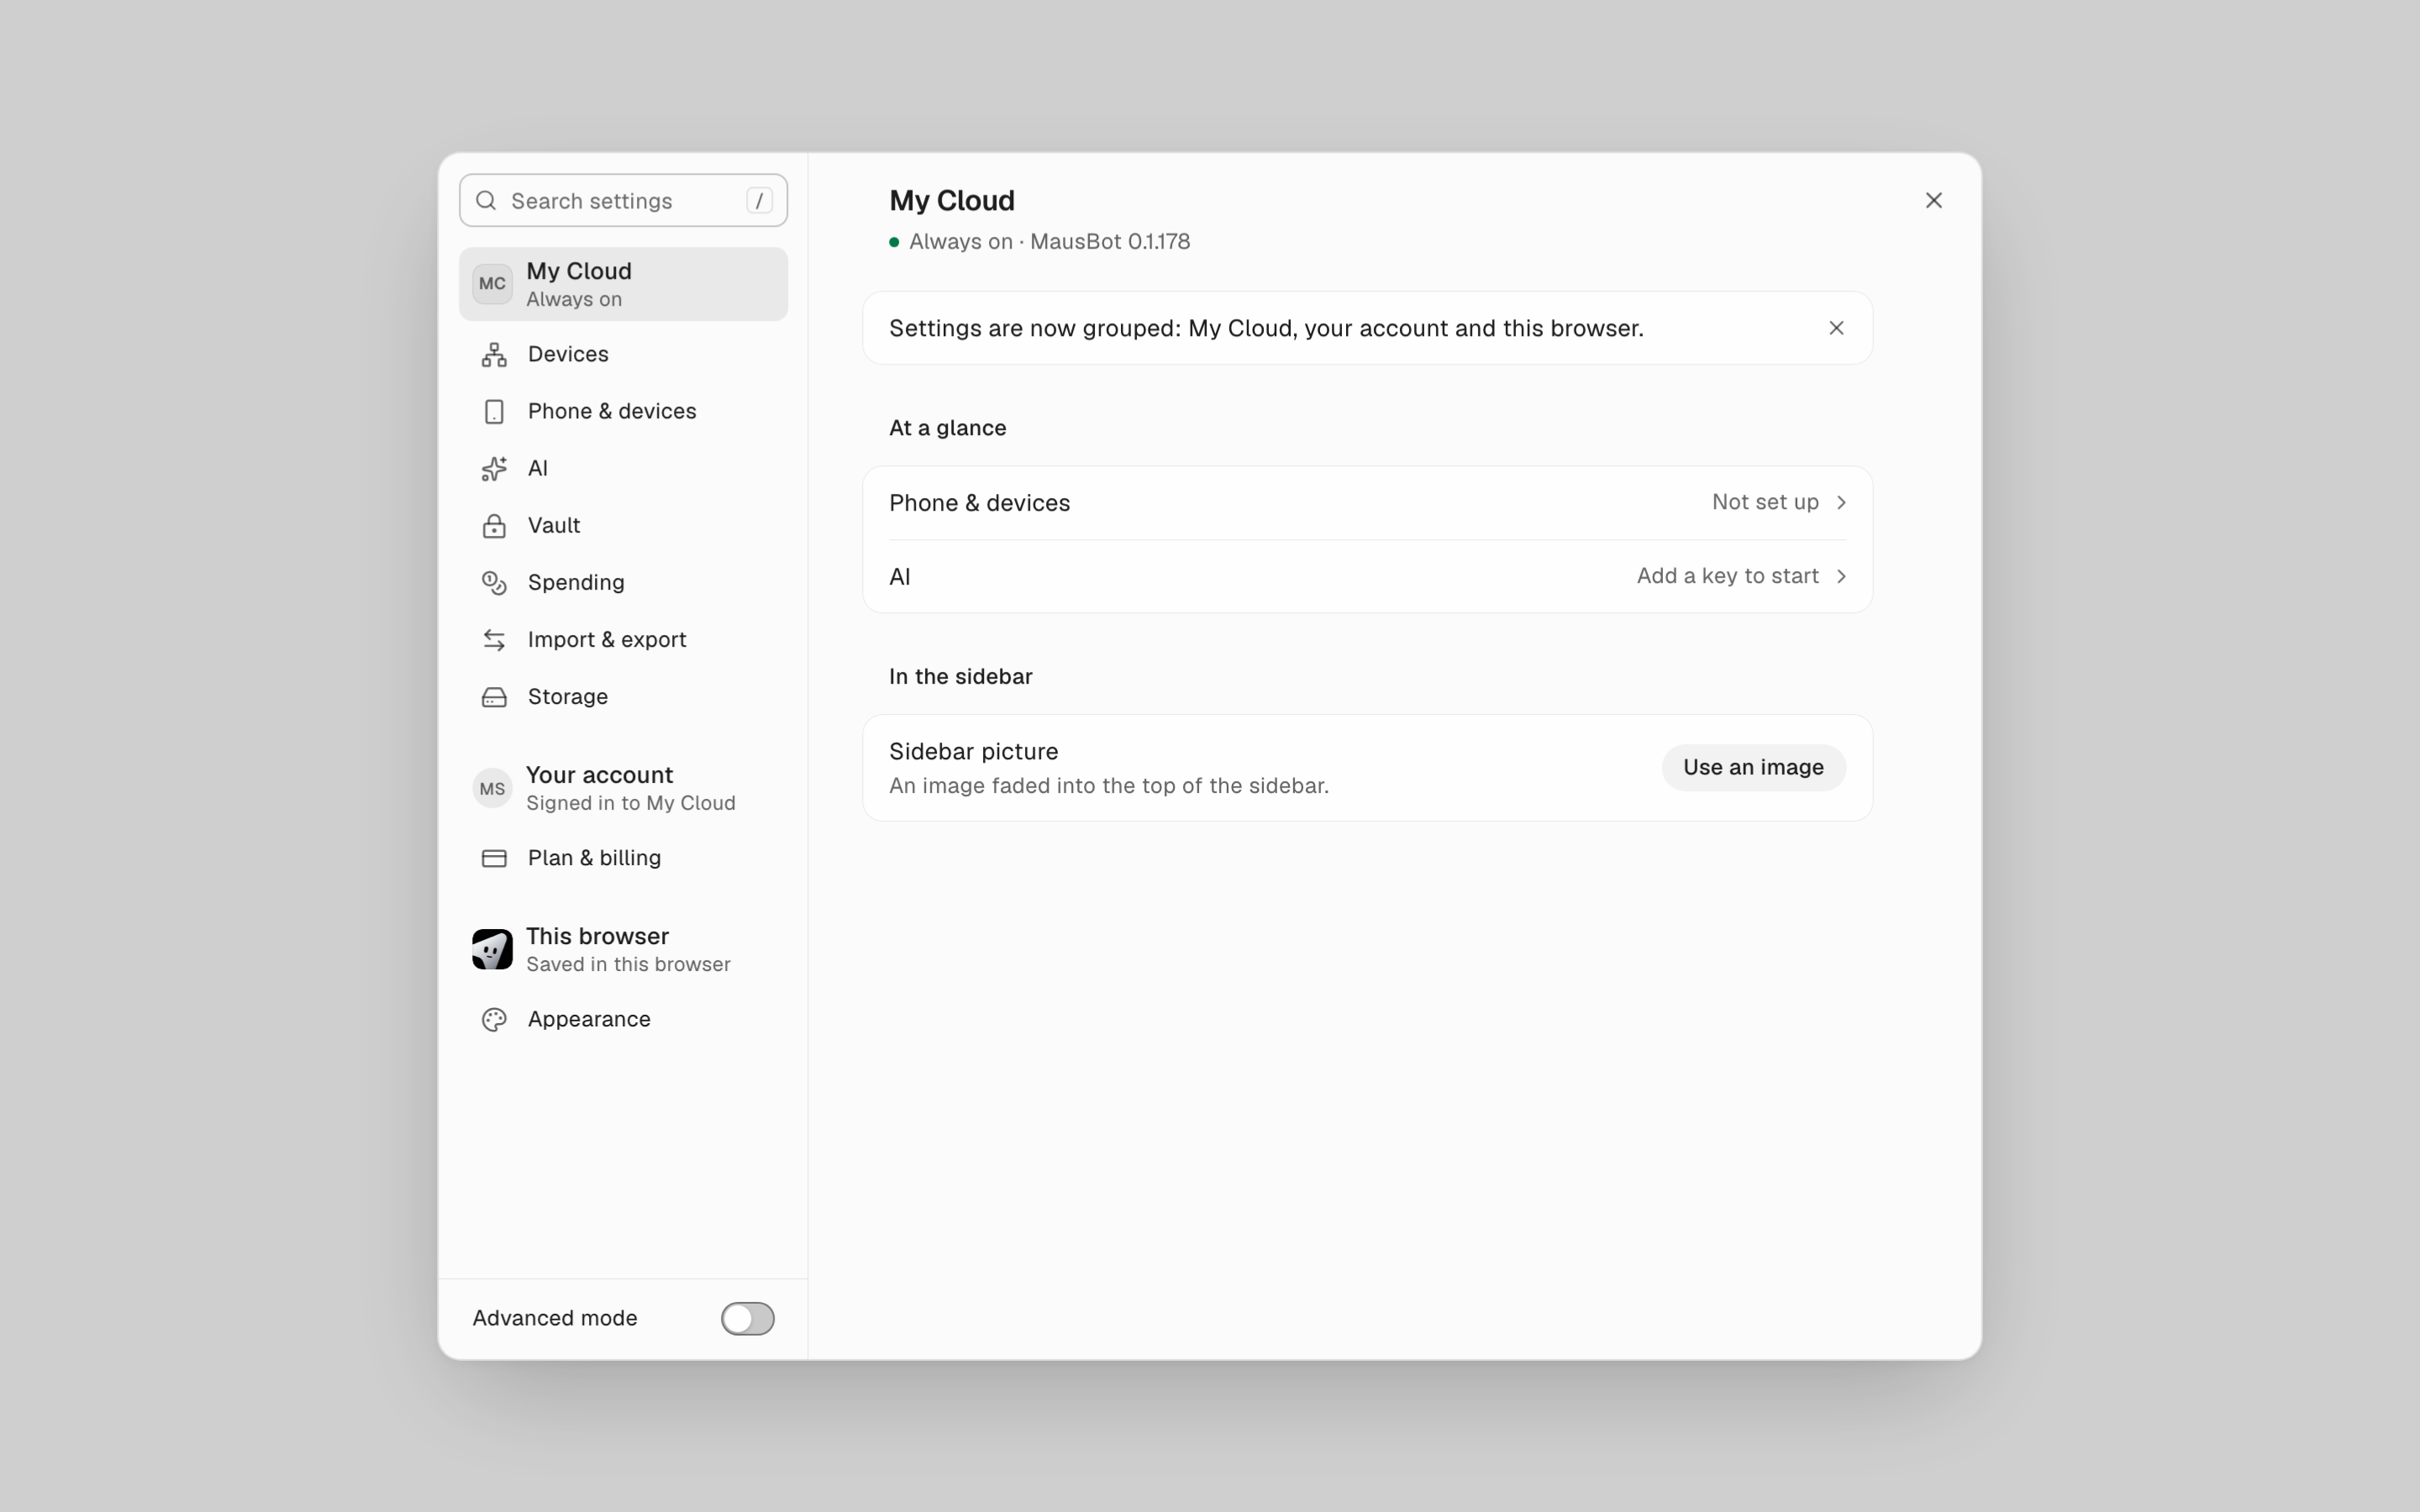 Search settings /
MC
My Cloud
Always on
Devices
Phone & devices
AI
Vault
Spending
Import & export
Storage
MS
Your account
Signed in to My Cloud
Plan & billing
This browser
Saved in this browser
Appearance
Advanced mode
My Cloud
Always on · MausBot 0.1.178
Settings are now grouped: My Cloud, your account and this browser.
At a glance
Phone & devices Not set up
AI Add a key to start
In the sidebar
Sidebar picture
An image faded into the top of the sidebar.
Use an image